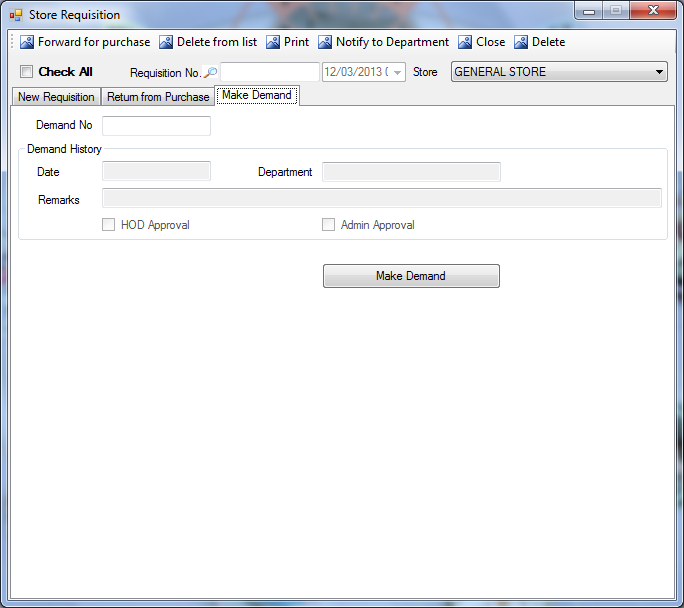 Store Requisition
Forward for purchase Delete from list Print Notify to Department Close Delete
Check All Requisition No. 12/03/2013 Store GENERAL STORE
New Requisition Return from Purchase Make Demand
Demand No
Demand History
Date Department
Remarks
HOD Approval Admin Approval
Make Demand